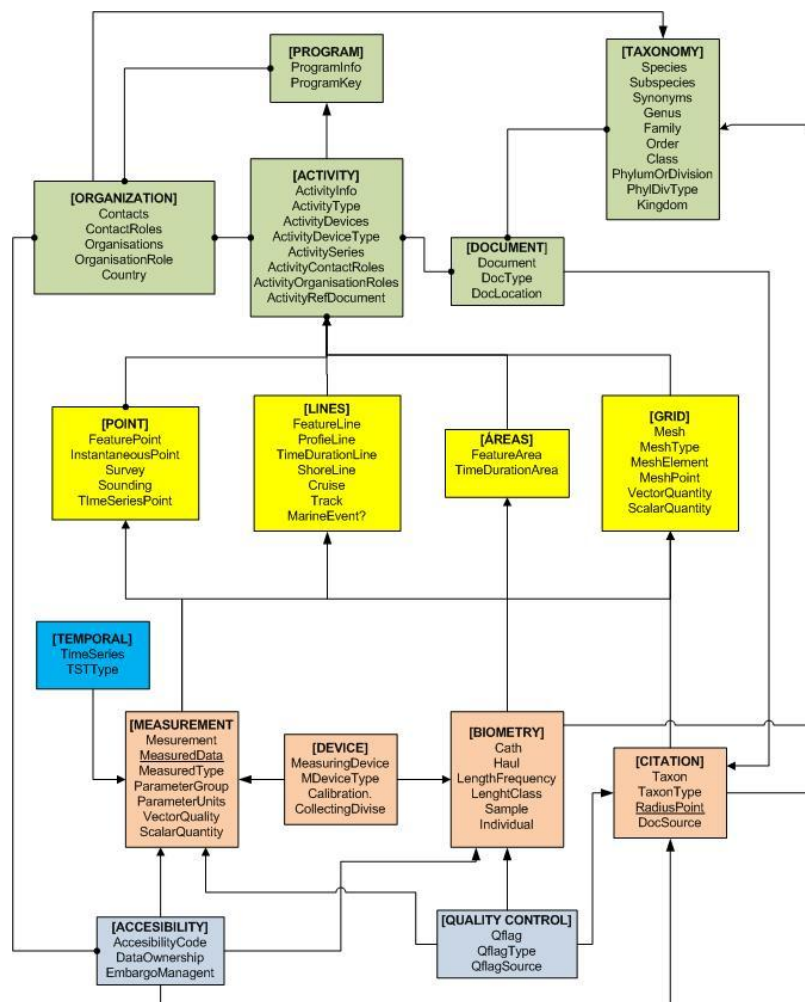 [PROGRAM]
ProgramInfo
ProgramKey
[TAXONOMY]
Species
Subspecies
Synonyms
Genus
Family
Order
Class
PhylumOrDivision
PhylDivType
Kingdom
[ORGANIZATION]
Contacts
ContactRoles
Organisations
OrganisationRole
Country
[ACTIVITY]
ActivityInfo
ActivityType
ActivityDevices
ActivityDeviceType
ActivitySeries
ActivityContactRoles
ActivityOrganisationRoles
ActivityRefDocument
[DOCUMENT]
Document
DocType
DocLocation
[POINT]
FeaturePoint
InstantaneousPoint
Survey
Sounding
TImeSeriesPoint
[LINES]
FeatureLine
ProfieLine
TimeDurationLine
ShoreLine
Cruise
Track
MarineEvent?
[ÁREAS]
FeatureArea
TimeDurationArea
[GRID]
Mesh
MeshType
MeshElement
MeshPoint
VectorQuantity
ScalarQuantity
[TEMPORAL]
TimeSeries
TSTType
[MEASUREMENT
Mesurement
MeasuredData
MeasuredType
ParameterGroup
ParameterUnits
VectorQuality
ScalarQuantity
[DEVICE]
MeasuringDevice
MDeviceType
Calibration.
CollectingDivise
[BIOMETRY]
Cath
Haul
LengthFrequency
LenghtClass
Sample
Individual
[CITATION]
Taxon
TaxonType
RadiusPoint
DocSource
[ACCESIBILITY]
AccesibilityCode
DataOwnership
EmbargoManagent
[QUALITY CONTROL]
Qflag
QflagType
QflagSource